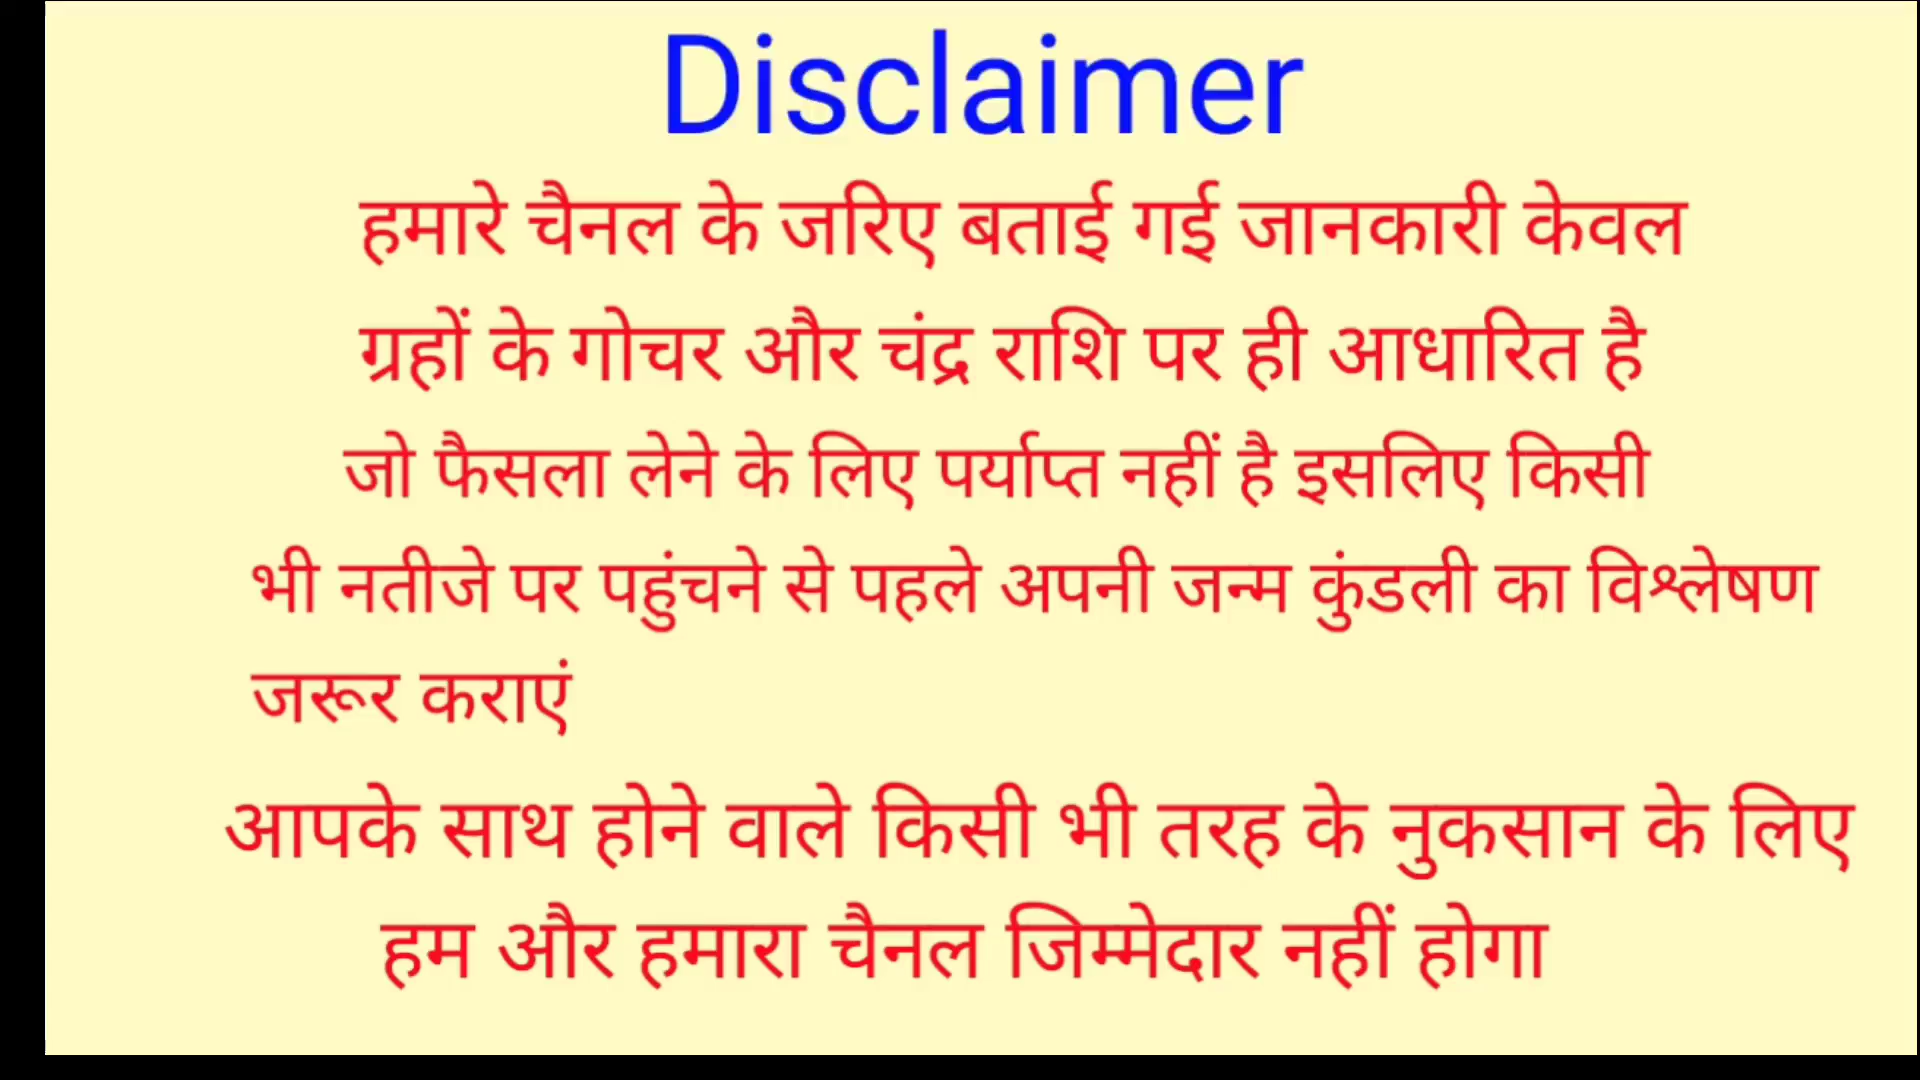 Disclaimer
हमारे चैनल के जरिए बताई गई जानकारी केवल
ग्रहों के गोचर और चंद्र राशि पर ही आधारित है
जो फैसला लेने के लिए पर्याप्त नहीं है इसलिए किसी
भी नतीजे पर पहुंचने से पहले अपनी जन्म कुंडली का विश्लेषण
जरूर कराएं
आपके साथ होने वाले किसी भी तरह के नुकसान के लिए
हम और हमारा चैनल जिम्मेदार नहीं होगा